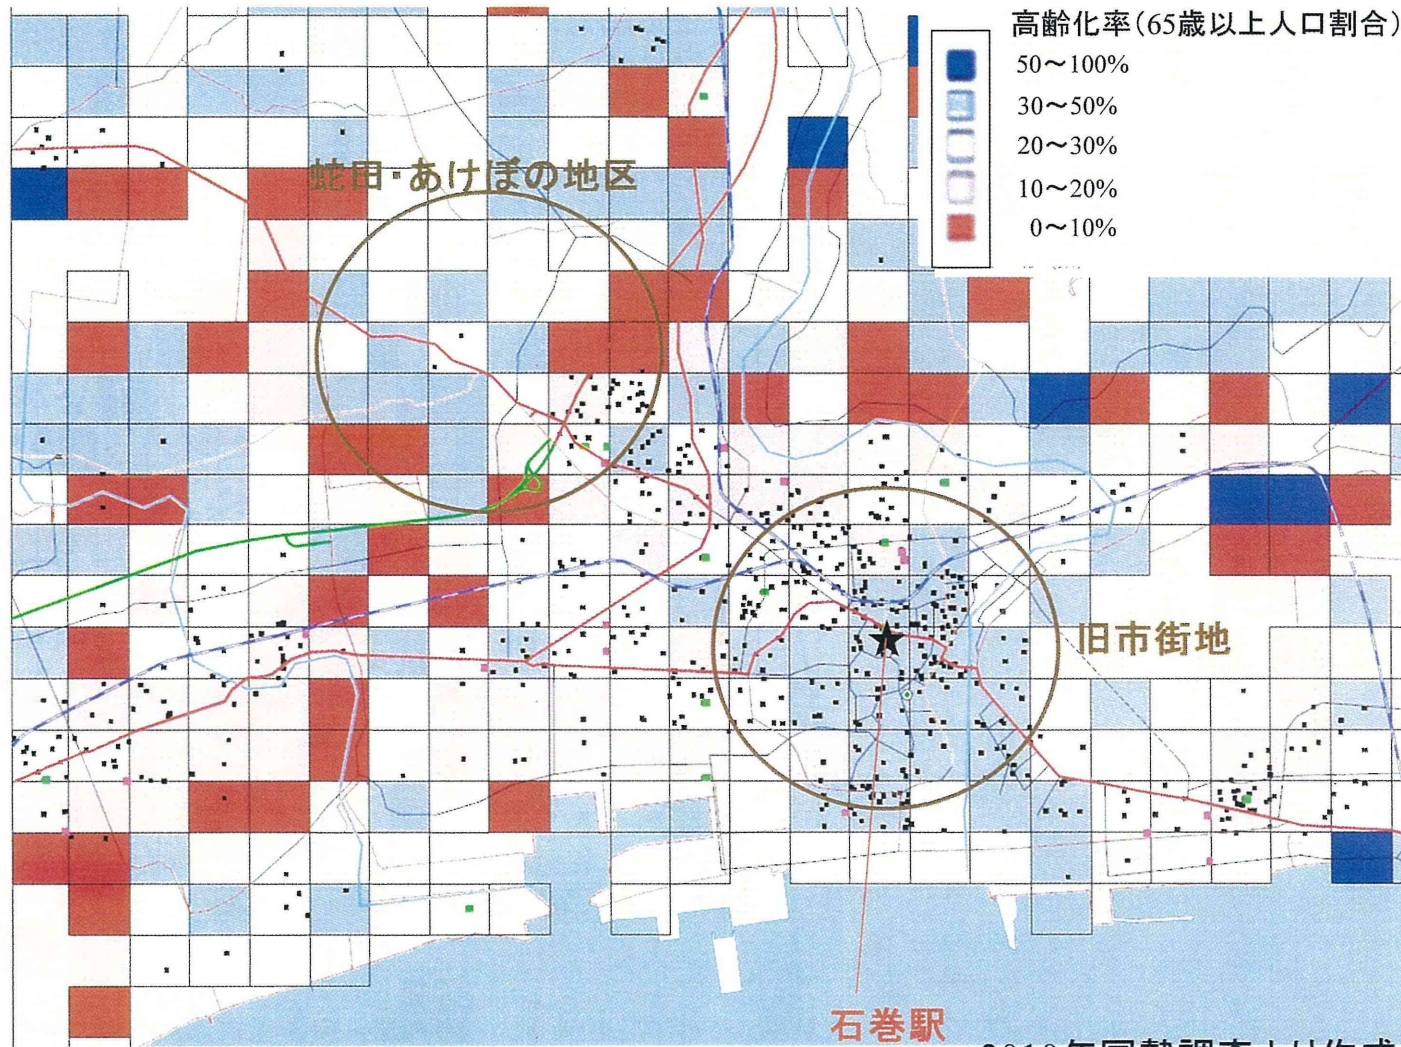 高齢化率(65歳以上人口割合)
50〜100%
30〜50%
20〜30%
10〜20%
0〜10%
蛇田・あけぼの地区
旧市街地
石巻駅